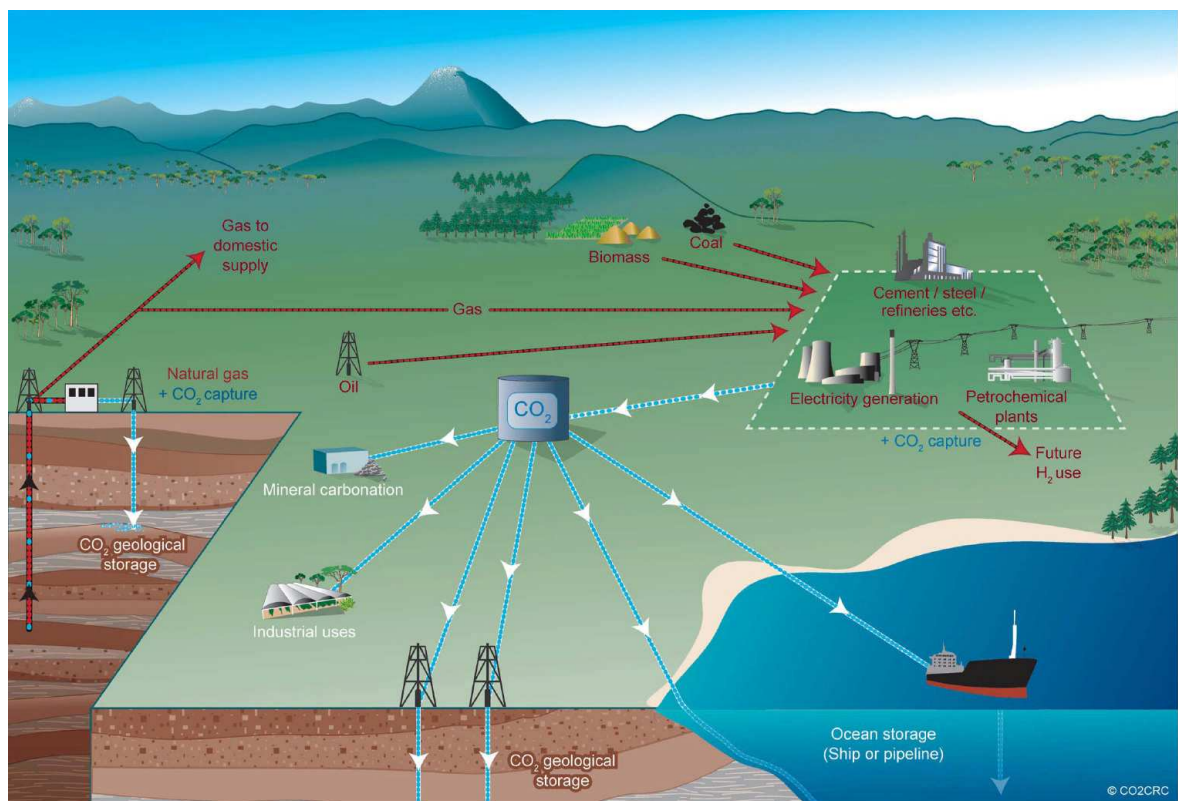 Gas to
domestic
supply
Coal
Biomass
Cement / steel /
refineries etc.
Gas
Oil
Natural gas
+ CO₂ capture
CO₂
Electricity generation
Petrochemical
plants
+ CO₂ capture
Future
H₂ use
Mineral carbonation
CO₂ geological
storage
Industrial uses
Ocean storage
(Ship or pipeline)
CO₂ geological
storage
© CO2CRC